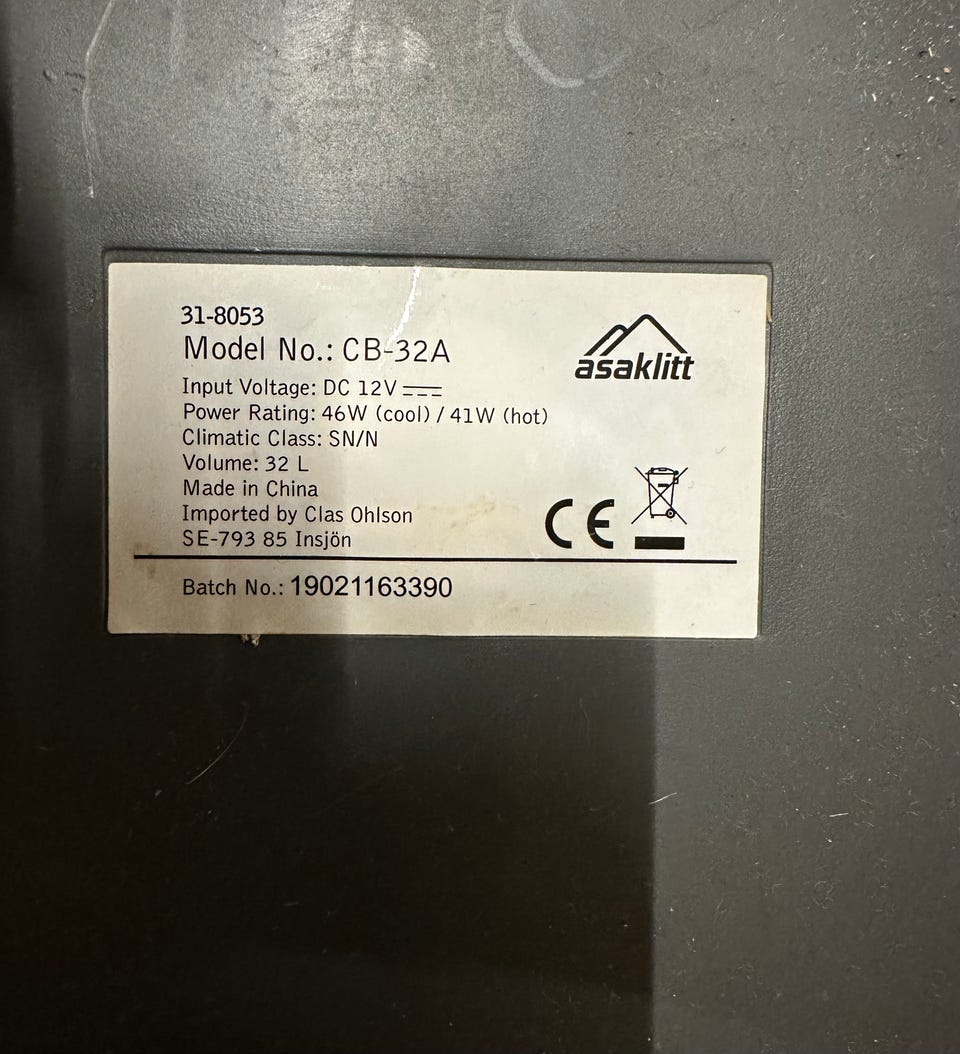 31-8053
Model No.: CB-32A
asaklitt
Input Voltage: DC 12V ⎓
Power Rating: 46W (cool) / 41W (hot)
Climatic Class: SN/N
Volume: 32 L
Made in China
Imported by Clas Ohlson
SE-793 85 Insjön
CE
Batch No.: 19021163390